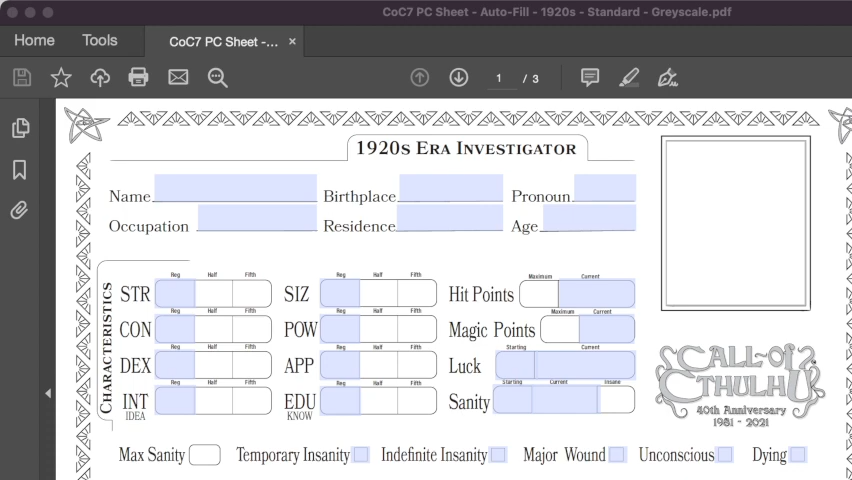 CoC7 PC Sheet - Auto-Fill - 1920s - Standard - Greyscale.pdf
Home Tools CoC7 PC Sheet -... ×
1 / 3
1920s Era Investigator
Name Birthplace Pronoun
Occupation Residence Age
Characteristics
Reg Half Fifth Reg Half Fifth Maximum Current
STR SIZ Hit Points
Reg Half Fifth Reg Half Fifth Maximum Current
CON POW Magic Points
Reg Half Fifth Reg Half Fifth Starting Current
DEX APP Luck
Reg Half Fifth Reg Half Fifth Starting Current Insane
INT EDU Sanity
IDEA KNOW
CALL of CTHULHU
40th Anniversary
1981 - 2021
Max Sanity Temporary Insanity Indefinite Insanity Major Wound Unconscious Dying